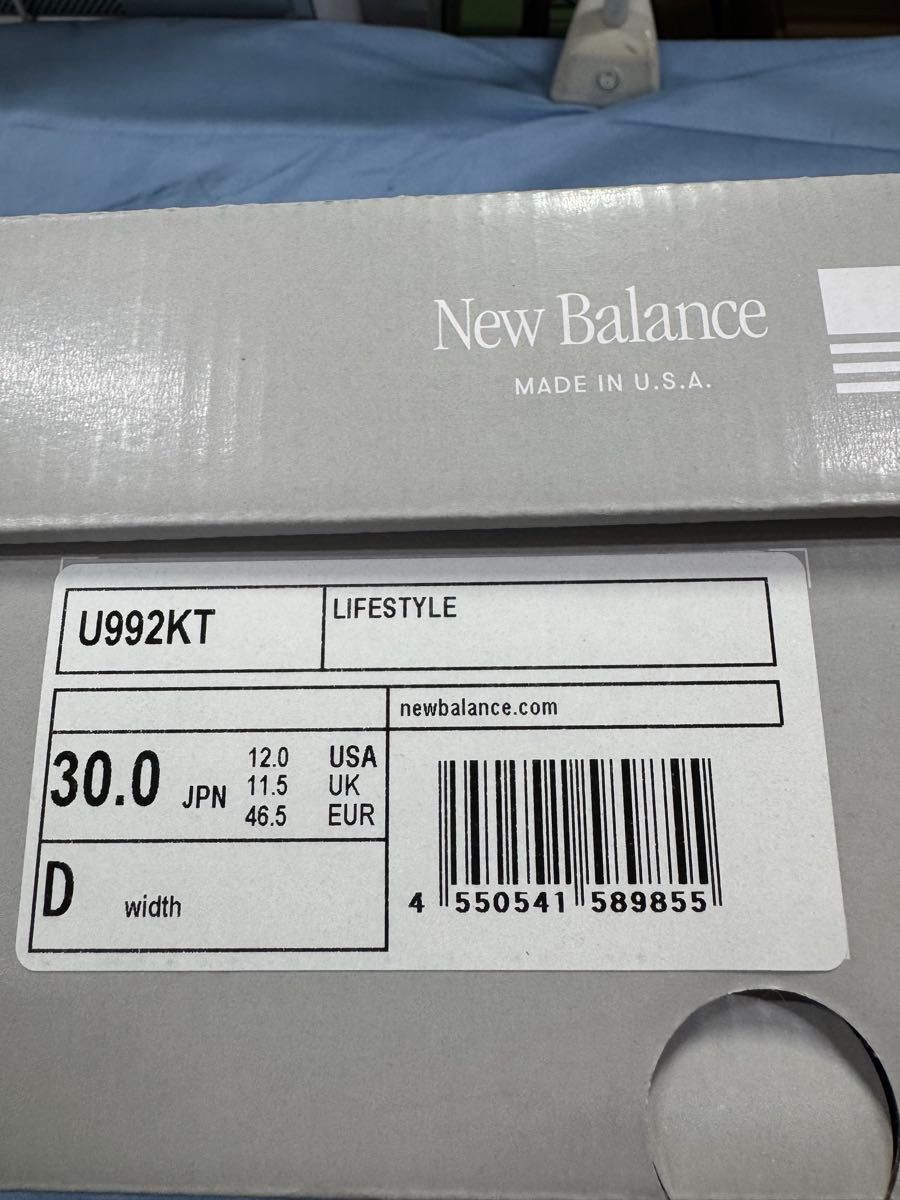 New Balance
MADE IN U.S.A.
U992KT
LIFESTYLE
newbalance.com
30.0 JPN
12.0 USA
11.5 UK
46.5 EUR
D width
4 550541 589855